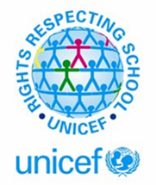 RIGHTS RESPECTING SCHOOL
• UNICEF •
unicef